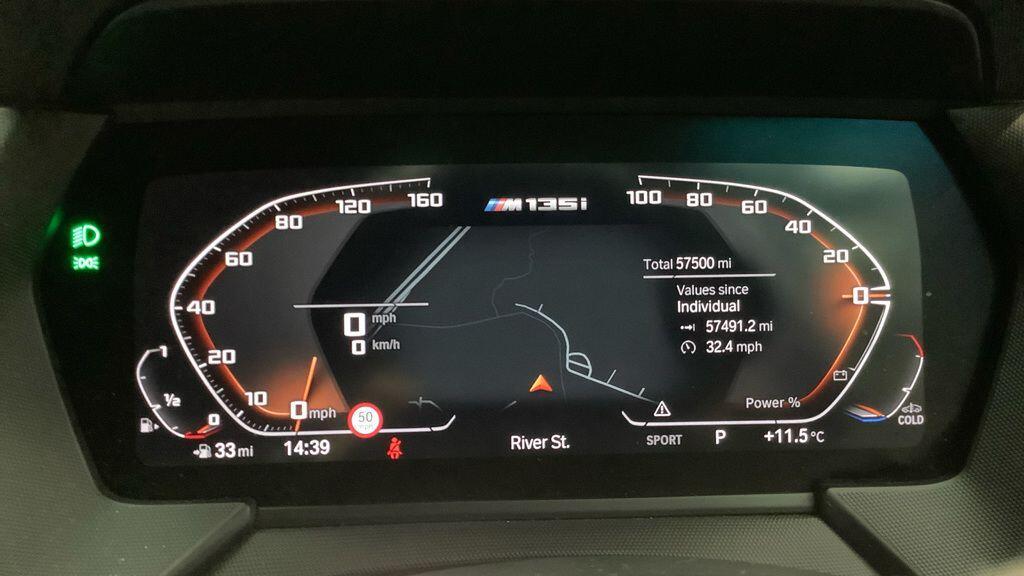 160
120
80
60
40
20
10
0 mph
M135i
100
80
60
40
20
0
Total 57500 mi
Values since
Individual
57491.2 mi
32.4 mph
0 mph
0 km/h
1
½
0
50
Power %
COLD
33 mi
14:39
River St.
SPORT
P
+11.5°C